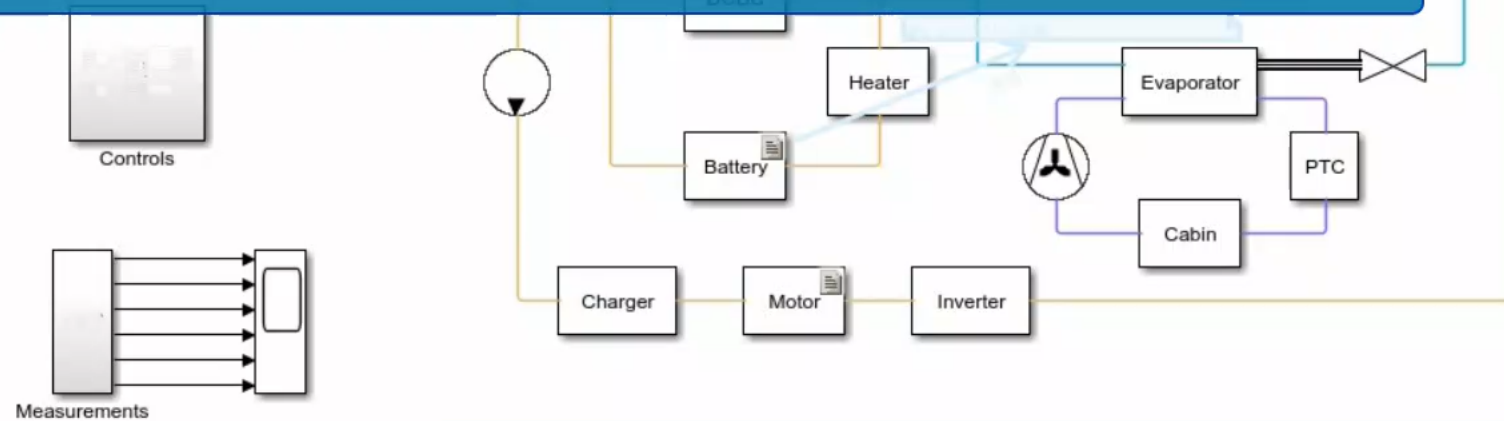 Heater
Evaporator
Controls
Battery
PTC
Cabin
Charger
Motor
Inverter
Measurements